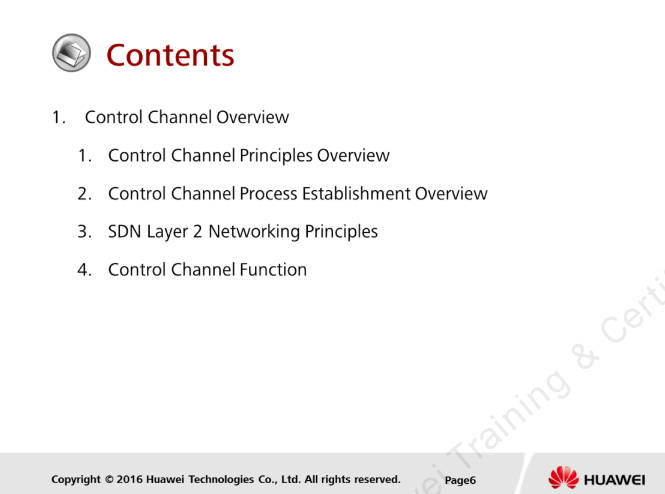 Contents
1. Control Channel Overview
1. Control Channel Principles Overview
2. Control Channel Process Establishment Overview
3. SDN Layer 2 Networking Principles
4. Control Channel Function
Training &
Copyright © 2016 Huawei Technologies Co., Ltd. All rights reserved.
Page6
HUAWEI